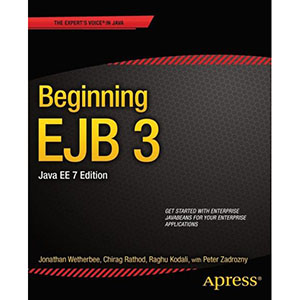 THE EXPERT'S VOICE® IN JAVA
Beginning
EJB 3
Java EE 7 Edition
GET STARTED WITH ENTERPRISE
JAVABEANS FOR YOUR ENTERPRISE
APPLICATIONS
Jonathan Wetherbee, Chirag Rathod, Raghu Kodali, with Peter Zadrozny
Apress®